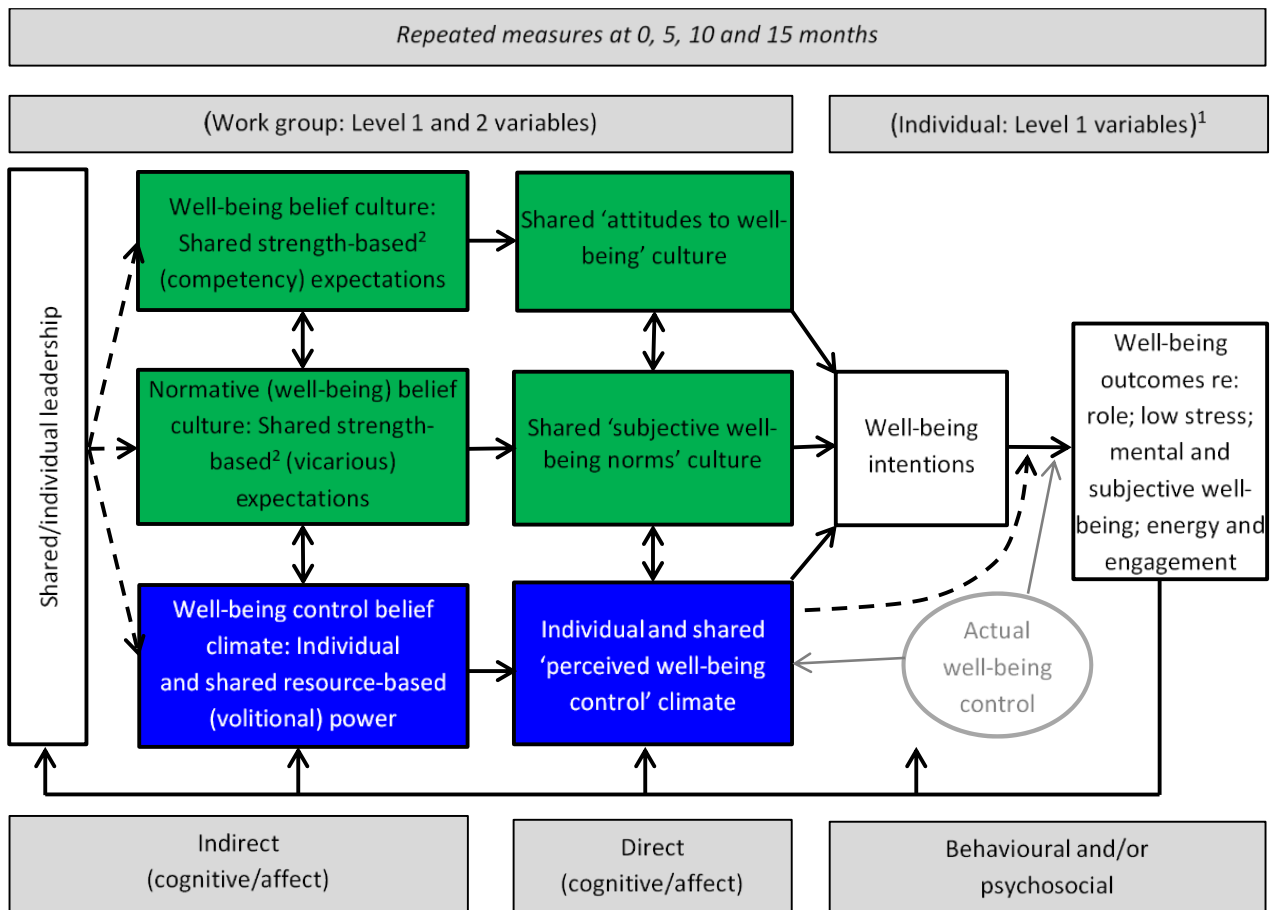 Repeated measures at 0, 5, 10 and 15 months
(Work group: Level 1 and 2 variables)
(Individual: Level 1 variables)¹
Shared/individual leadership
Well-being belief culture:
Shared strength-based²
(competency) expectations
Shared ‘attitudes to well-
being’ culture
Normative (well-being) belief
culture: Shared strength-
based² (vicarious)
expectations
Shared ‘subjective well-
being norms’ culture
Well-being
intentions
Well-being
outcomes re:
role; low stress;
mental and
subjective well-
being; energy and
engagement
Well-being control belief
climate: Individual
and shared resource-based
(volitional) power
Individual and shared
‘perceived well-being
control’ climate
Actual
well-being
control
Indirect
(cognitive/affect)
Direct
(cognitive/affect)
Behavioural and/or
psychosocial